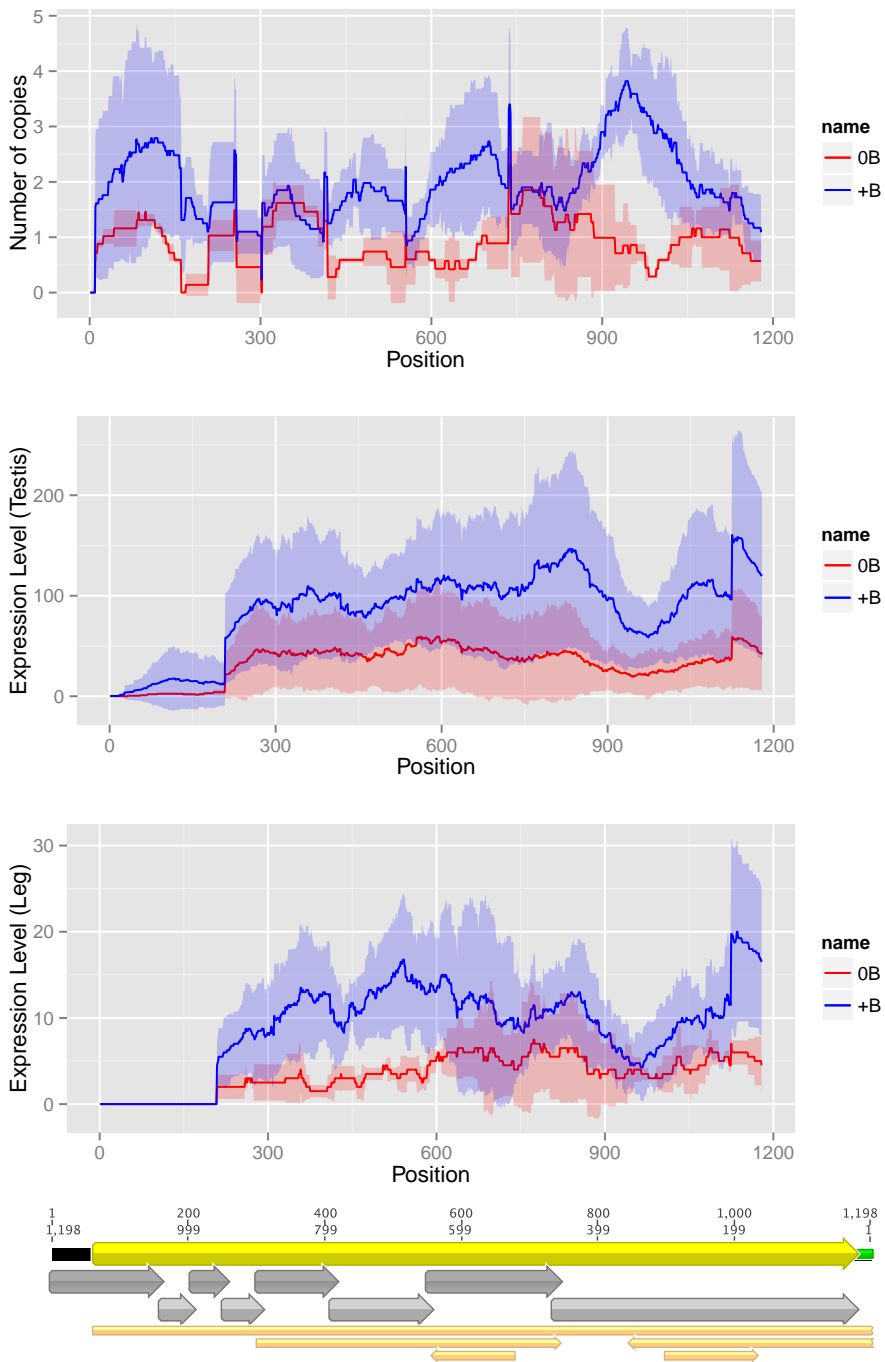 5
4
3
2
1
0
Number of copies
0 300 600 900 1200
Position
name
0B
+B
200
100
0
Expression Level (Testis)
0 300 600 900 1200
Position
name
0B
+B
30
20
10
0
Expression Level (Leg)
0 300 600 900 1200
Position
name
0B
+B
1 200 400 600 800 1,000 1,198
1,198 999 799 599 399 199 1